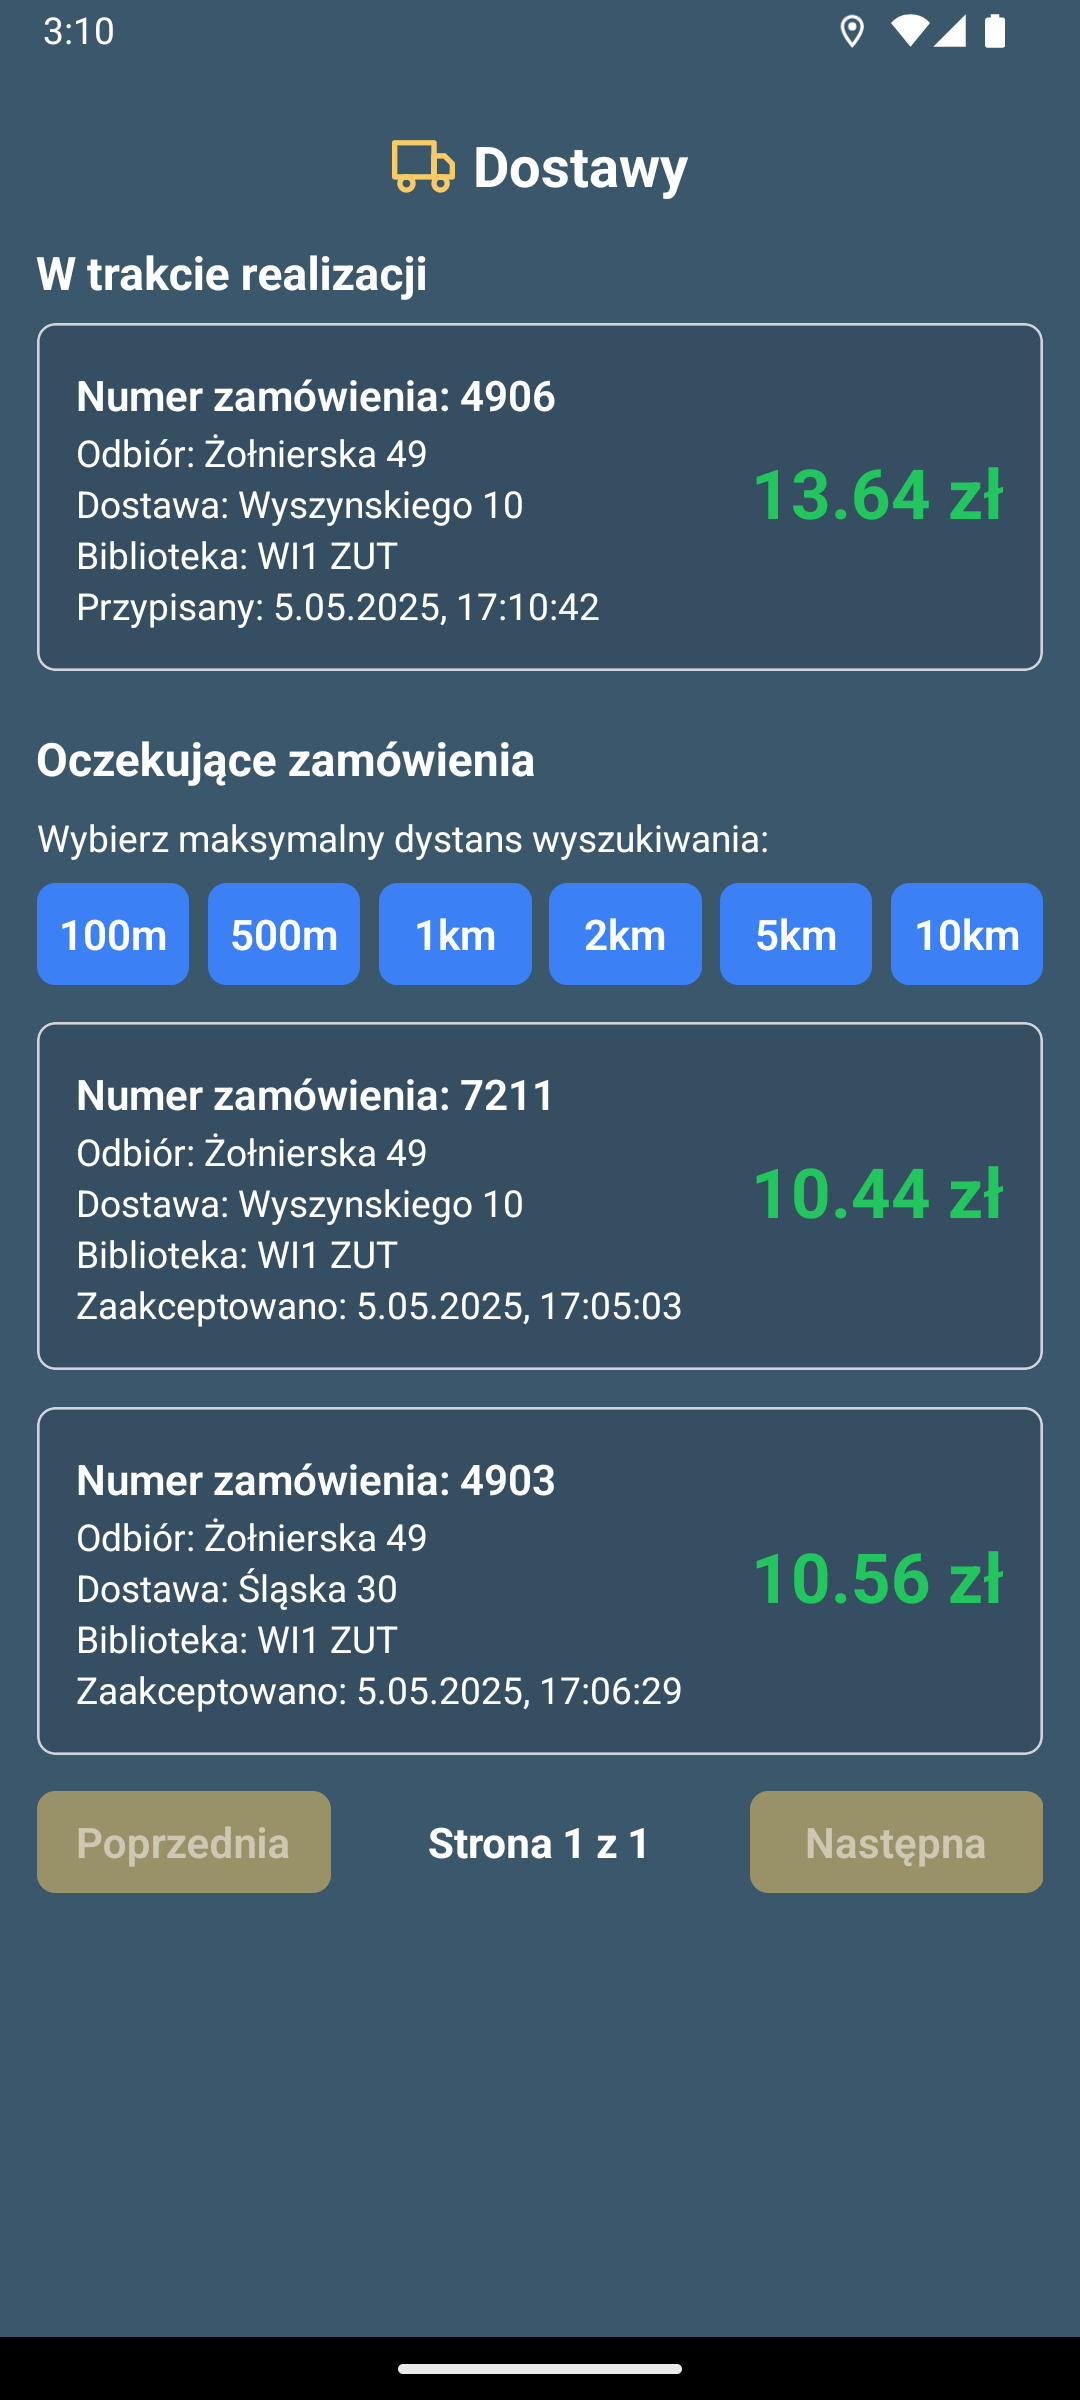 3:10
Dostawy
W trakcie realizacji
Numer zamówienia: 4906
Odbiór: Żołnierska 49
Dostawa: Wyszynskiego 10
Biblioteka: WI1 ZUT
Przypisany: 5.05.2025, 17:10:42
13.64 zł
Oczekujące zamówienia
Wybierz maksymalny dystans wyszukiwania:
100m 500m 1km 2km 5km 10km
Numer zamówienia: 7211
Odbiór: Żołnierska 49
Dostawa: Wyszynskiego 10
Biblioteka: WI1 ZUT
Zaakceptowano: 5.05.2025, 17:05:03
10.44 zł
Numer zamówienia: 4903
Odbiór: Żołnierska 49
Dostawa: Śląska 30
Biblioteka: WI1 ZUT
Zaakceptowano: 5.05.2025, 17:06:29
10.56 zł
Poprzednia Strona 1 z 1 Następna